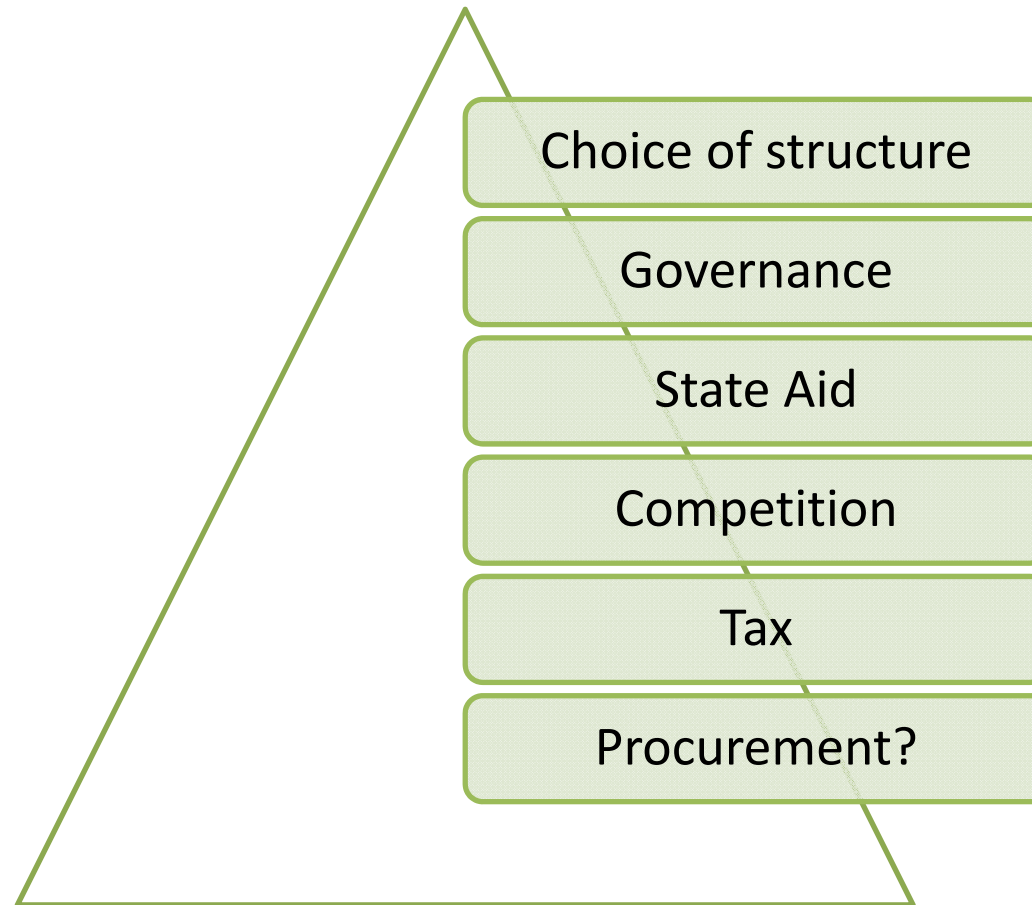 Choice of structure
Governance
State Aid
Competition
Tax
Procurement?